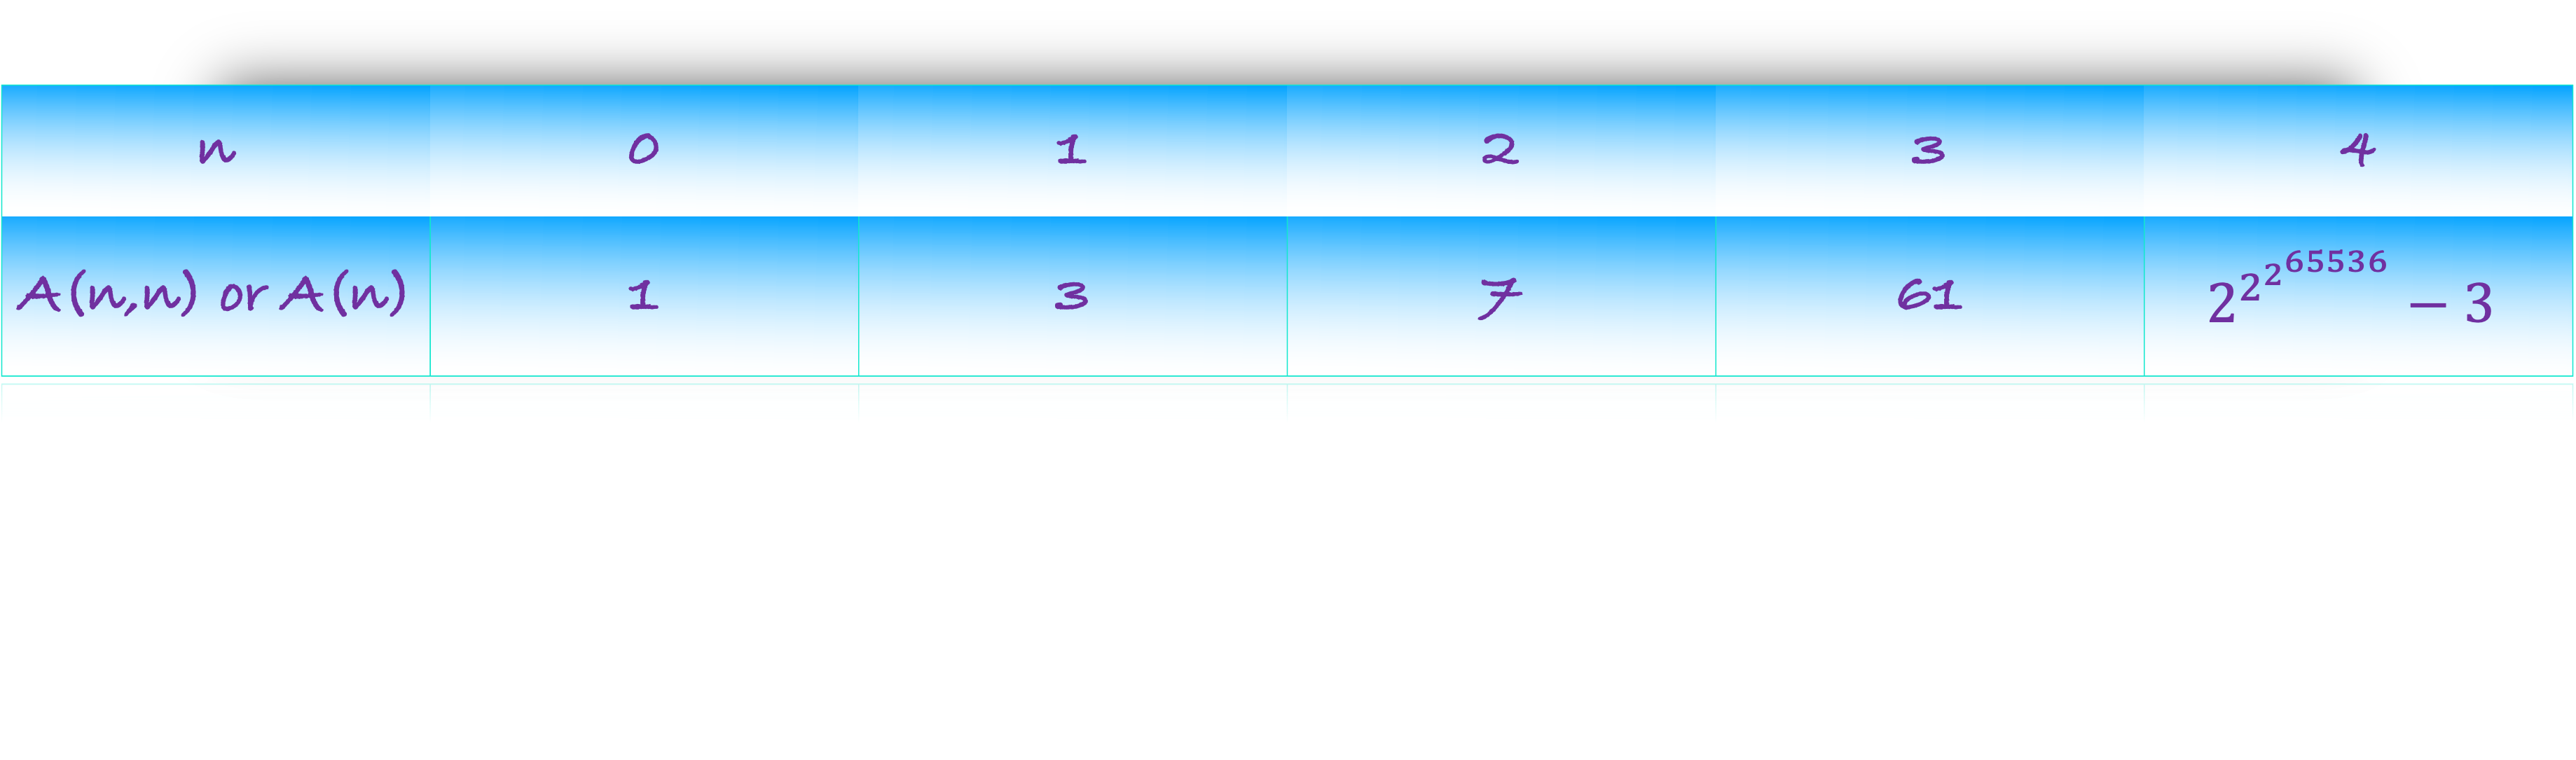 n 0 1 2 3 4
A(n,n) or A(n) 1 3 7 61 2^{2^{2^{65536}}} − 3